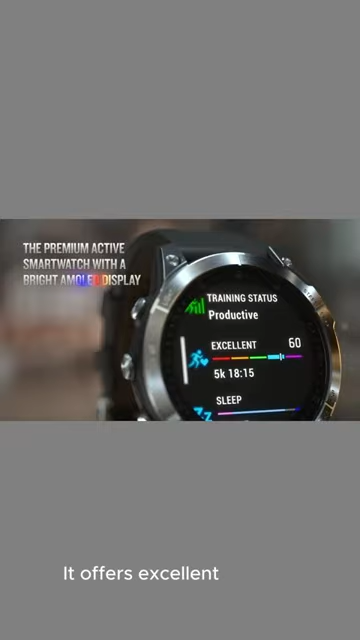 THE PREMIUM ACTIVE
SMARTWATCH WITH A
BRIGHT AMOLED DISPLAY
TRAINING STATUS
Productive
EXCELLENT 60
5k 18:15
SLEEP
It offers excellent